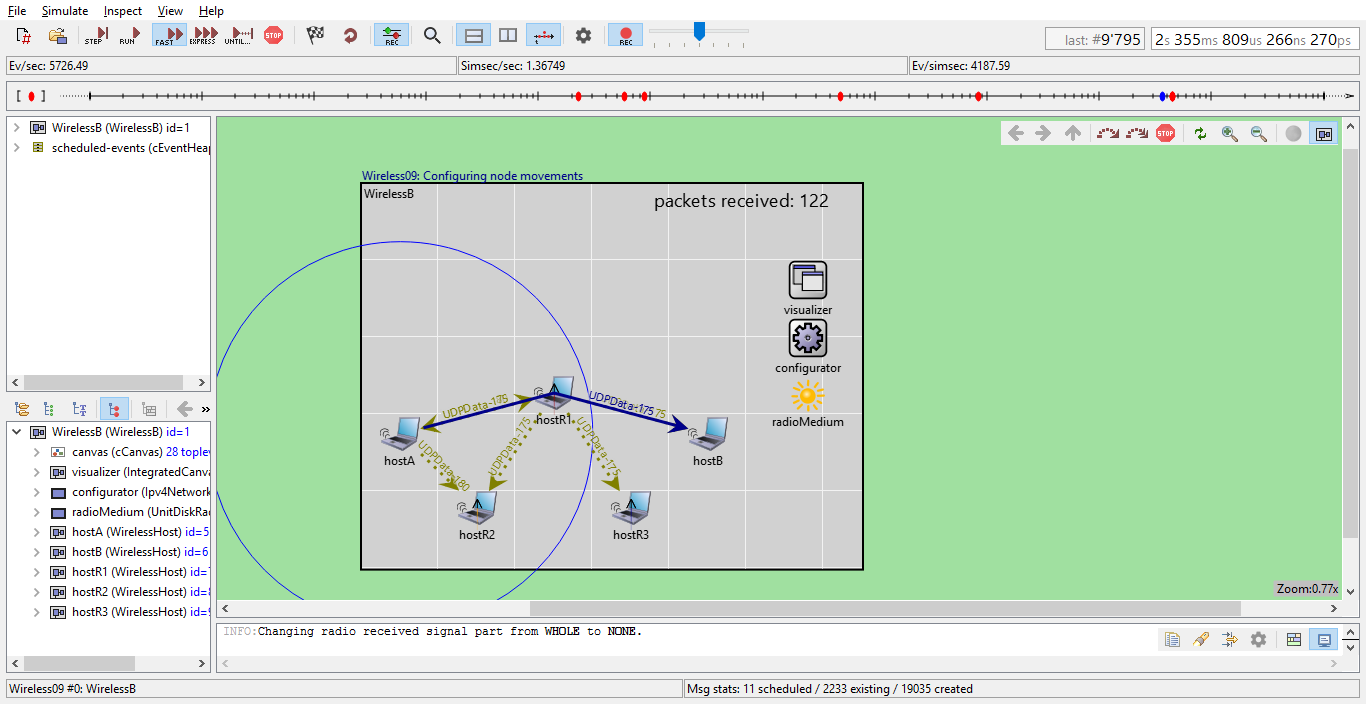 File Simulate Inspect View Help
STEP RUN FAST EXPRESS UNTIL... STOP REC REC
last: #9'795 2s 355ms 809us 266ns 270ps
Ev/sec: 5726.49 Simsec/sec: 1.36749 Ev/simsec: 4187.59
WirelessB (WirelessB) id=1
scheduled-events (cEventHeap
STOP
Wireless09: Configuring node movements
WirelessB
packets received: 122
visualizer
configurator
radioMedium
UDPData-175
UDPData-175 75
hostR1
hostA
hostB
UDPData-180
UDPData-175
UDPData-175
hostR2
hostR3
Zoom:0.77x
WirelessB (WirelessB) id=1
canvas (cCanvas) 28 toplev
visualizer (IntegratedCanva
configurator (Ipv4Network
radioMedium (UnitDiskRad
hostA (WirelessHost) id=5
hostB (WirelessHost) id=6
hostR1 (WirelessHost) id=
hostR2 (WirelessHost) id=
hostR3 (WirelessHost) id=
INFO:Changing radio received signal part from WHOLE to NONE.
Wireless09 #0: WirelessB
Msg stats: 11 scheduled / 2233 existing / 19035 created